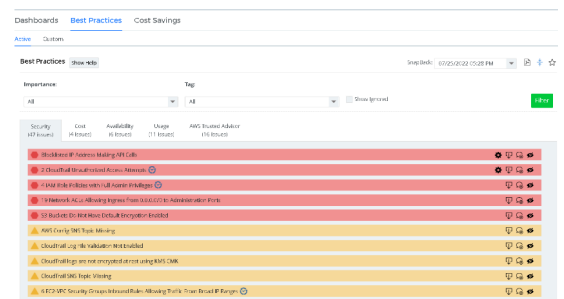 Dashboards Best Practices Cost Savings
Active Custom
Best Practices Show Help 07/25/2022 05:28 PM
Importance: Tag:
All All Show Ignored Filter
Security Cost Availability Usage AWS Trusted Advisor
(47 Issues) (4 Issues) (6 Issues) (11 Issues) (16 Issues)
Blocklisted IP Address Making API Calls
2 CloudTrail Unauthorized Access Attempts
4 IAM Role Policies with Full Admin Privileges
19 Network ACLs Allowing Ingress From 0.0.0.0/0 to Administration Ports
53 Buckets Do Not Have Default Encryption Enabled
AWS Config SNS Topic Missing
CloudTrail Log File Validation Not Enabled
CloudTrail logs are not encrypted at rest using KMS CMK
CloudTrail SNS Topic Missing
6 EC2-VPC Security Groups Inbound Rules Allowing Traffic From Broad IP Ranges